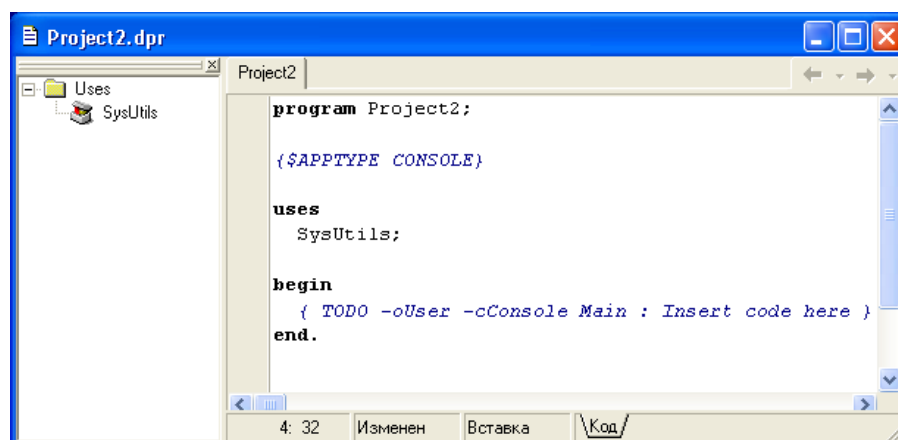 Project2.dpr
Uses
SysUtils
Project2
program Project2;
{$APPTYPE CONSOLE}
uses
SysUtils;
begin
{ TODO -oUser -cConsole Main : Insert code here }
end.
4: 32 Изменен Вставка \Код/